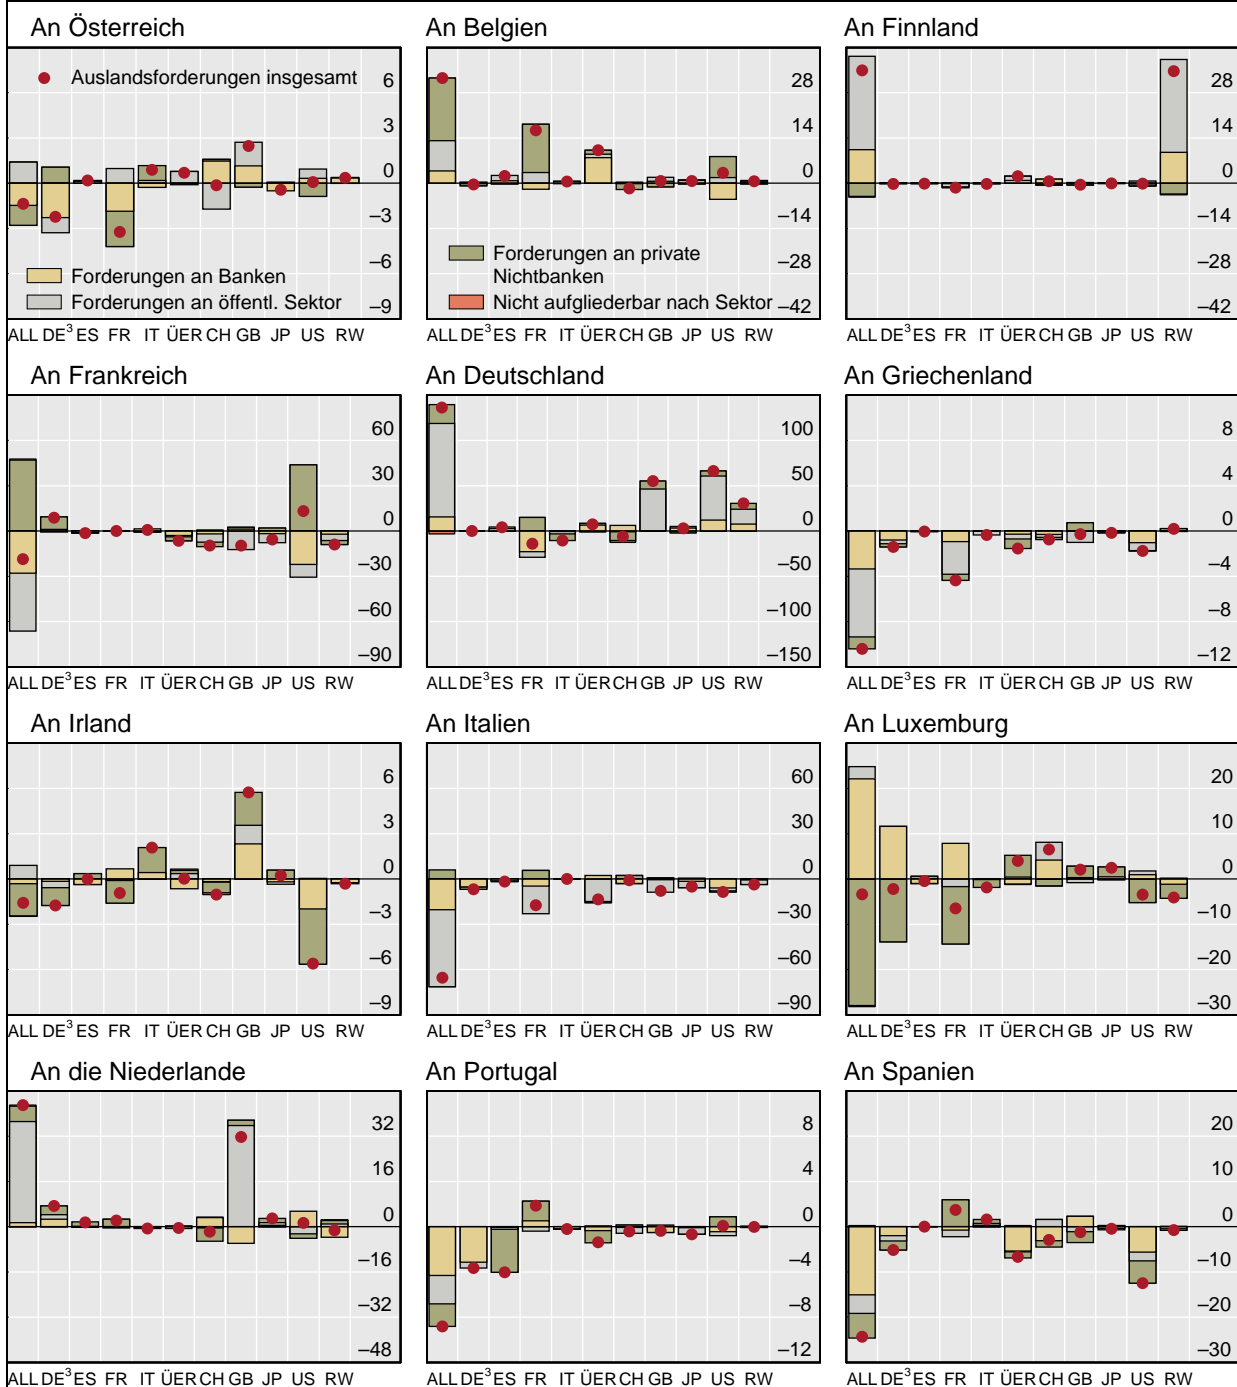 An Österreich
An Belgien
An Finnland
Auslandsforderungen insgesamt
6
3
0
–3
–6
–9
Forderungen an Banken
Forderungen an öffentl. Sektor
28
14
0
–14
–28
–42
Forderungen an private
Nichtbanken
Nicht aufgliederbar nach Sektor
28
14
0
–14
–28
–42
ALL DE³ ES FR IT ÜER CH GB JP US RW
ALL DE³ ES FR IT ÜER CH GB JP US RW
ALL DE³ ES FR IT ÜER CH GB JP US RW
An Frankreich
An Deutschland
An Griechenland
60
30
0
–30
–60
–90
100
50
0
–50
–100
–150
8
4
0
–4
–8
–12
ALL DE³ ES FR IT ÜER CH GB JP US RW
ALL DE³ ES FR IT ÜER CH GB JP US RW
ALL DE³ ES FR IT ÜER CH GB JP US RW
An Irland
An Italien
An Luxemburg
6
3
0
–3
–6
–9
60
30
0
–30
–60
–90
20
10
0
–10
–20
–30
ALL DE³ ES FR IT ÜER CH GB JP US RW
ALL DE³ ES FR IT ÜER CH GB JP US RW
ALL DE³ ES FR IT ÜER CH GB JP US RW
An die Niederlande
An Portugal
An Spanien
32
16
0
–16
–32
–48
8
4
0
–4
–8
–12
20
10
0
–10
–20
–30
ALL DE³ ES FR IT ÜER CH GB JP US RW
ALL DE³ ES FR IT ÜER CH GB JP US RW
ALL DE³ ES FR IT ÜER CH GB JP US RW